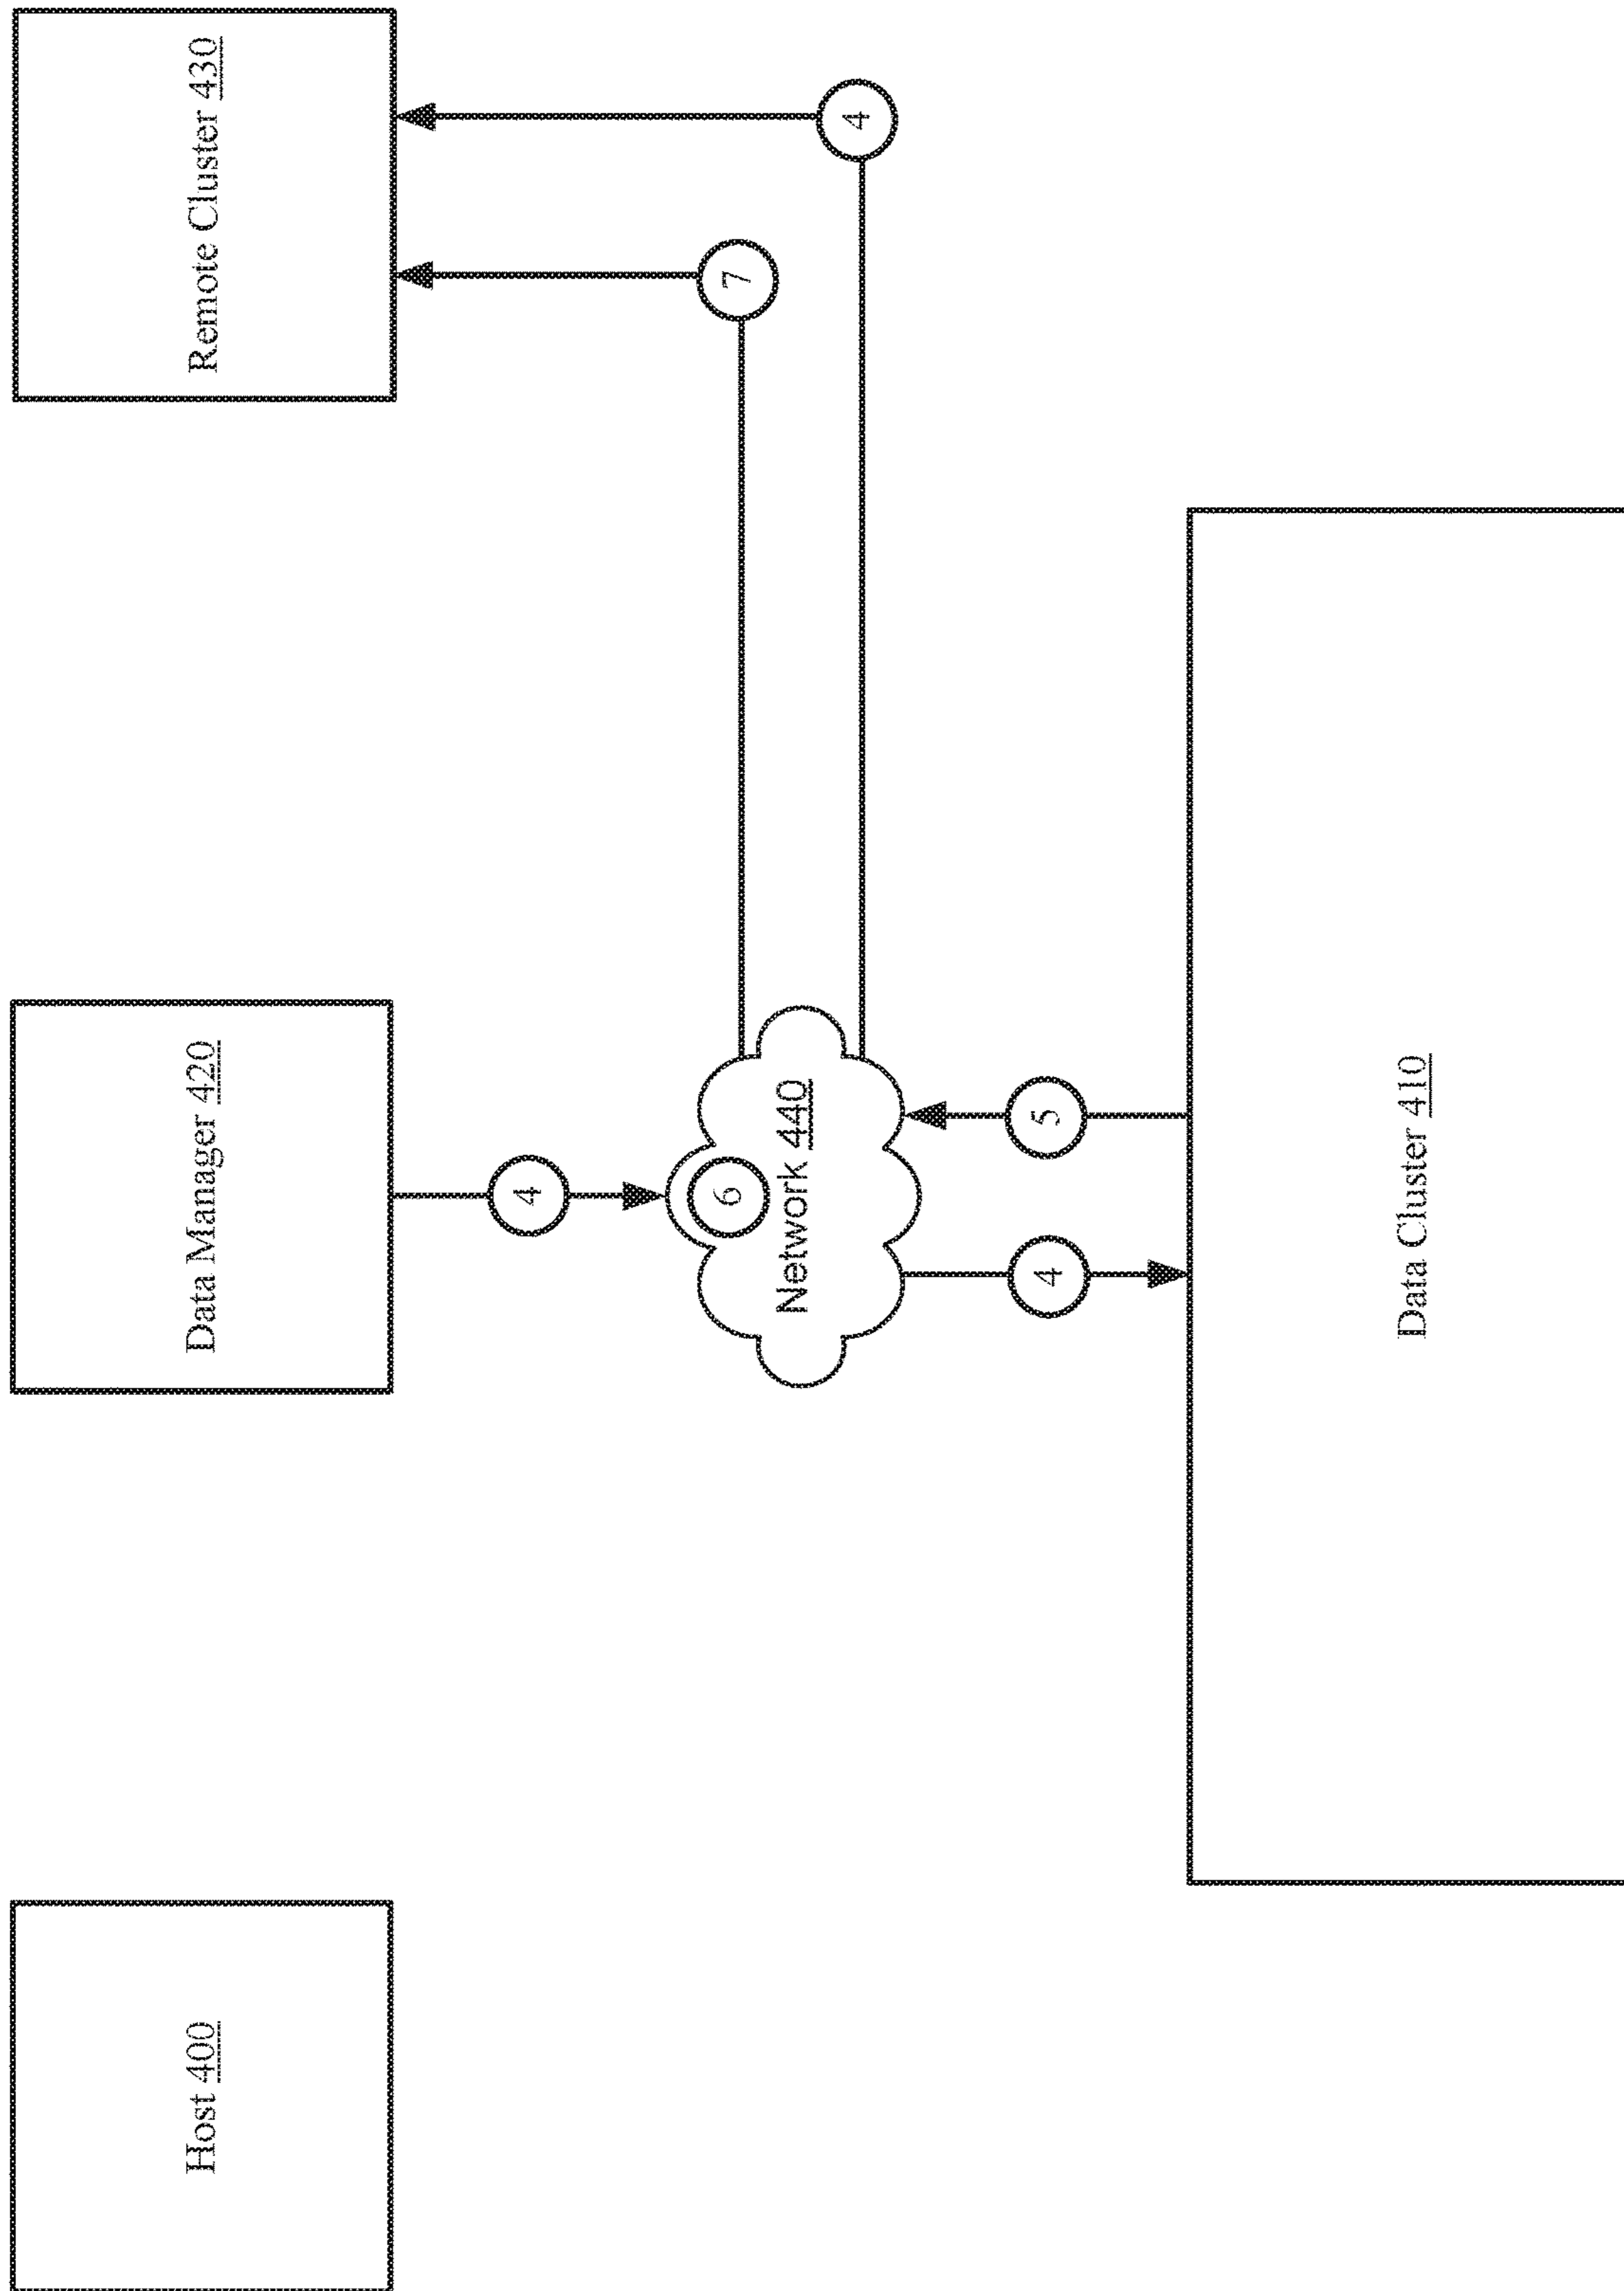 Host 400
Data Manager 420
Remote Cluster 430
4
6
7
Network 440
4
4
5
Data Cluster 410